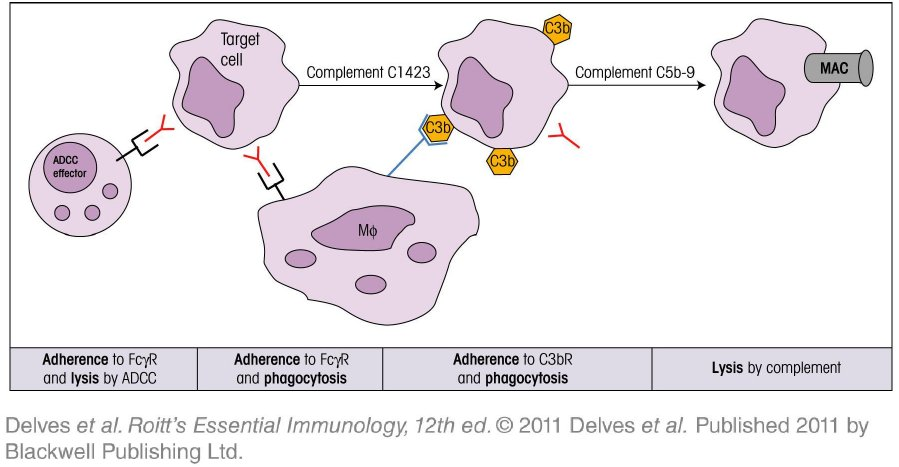 C3b
Target
cell
Complement C1423
Complement C5b-9
MAC
C3b
ADCC
effector
C3b
Mϕ
Adherence to FcγR
and lysis by ADCC
Adherence to FcγR
and phagocytosis
Adherence to C3bR
and phagocytosis
Lysis by complement
Delves et al. Roitt's Essential Immunology, 12th ed. © 2011 Delves et al. Published 2011 by
Blackwell Publishing Ltd.